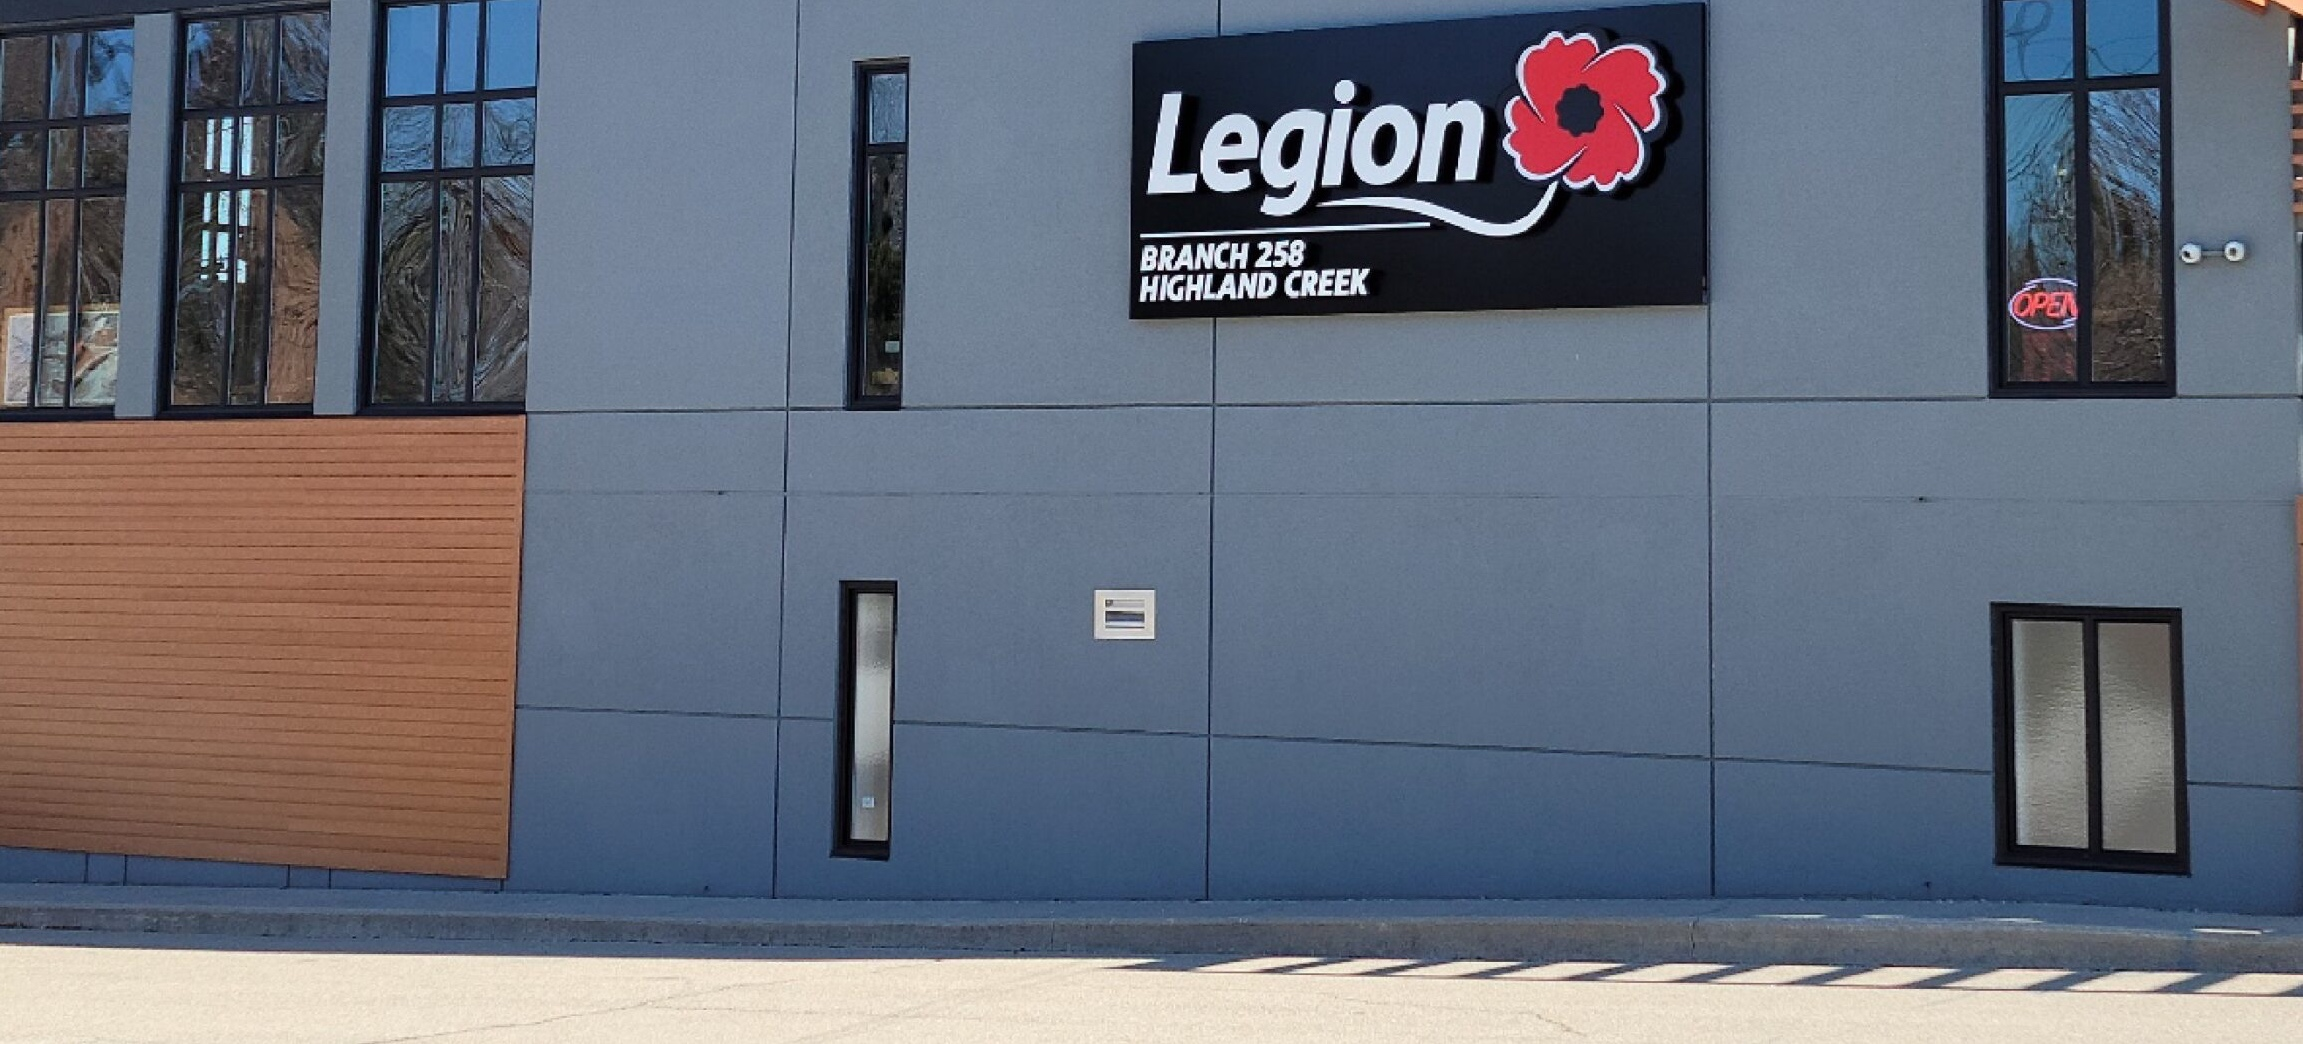 Legion
BRANCH 258
HIGHLAND CREEK
OPEN